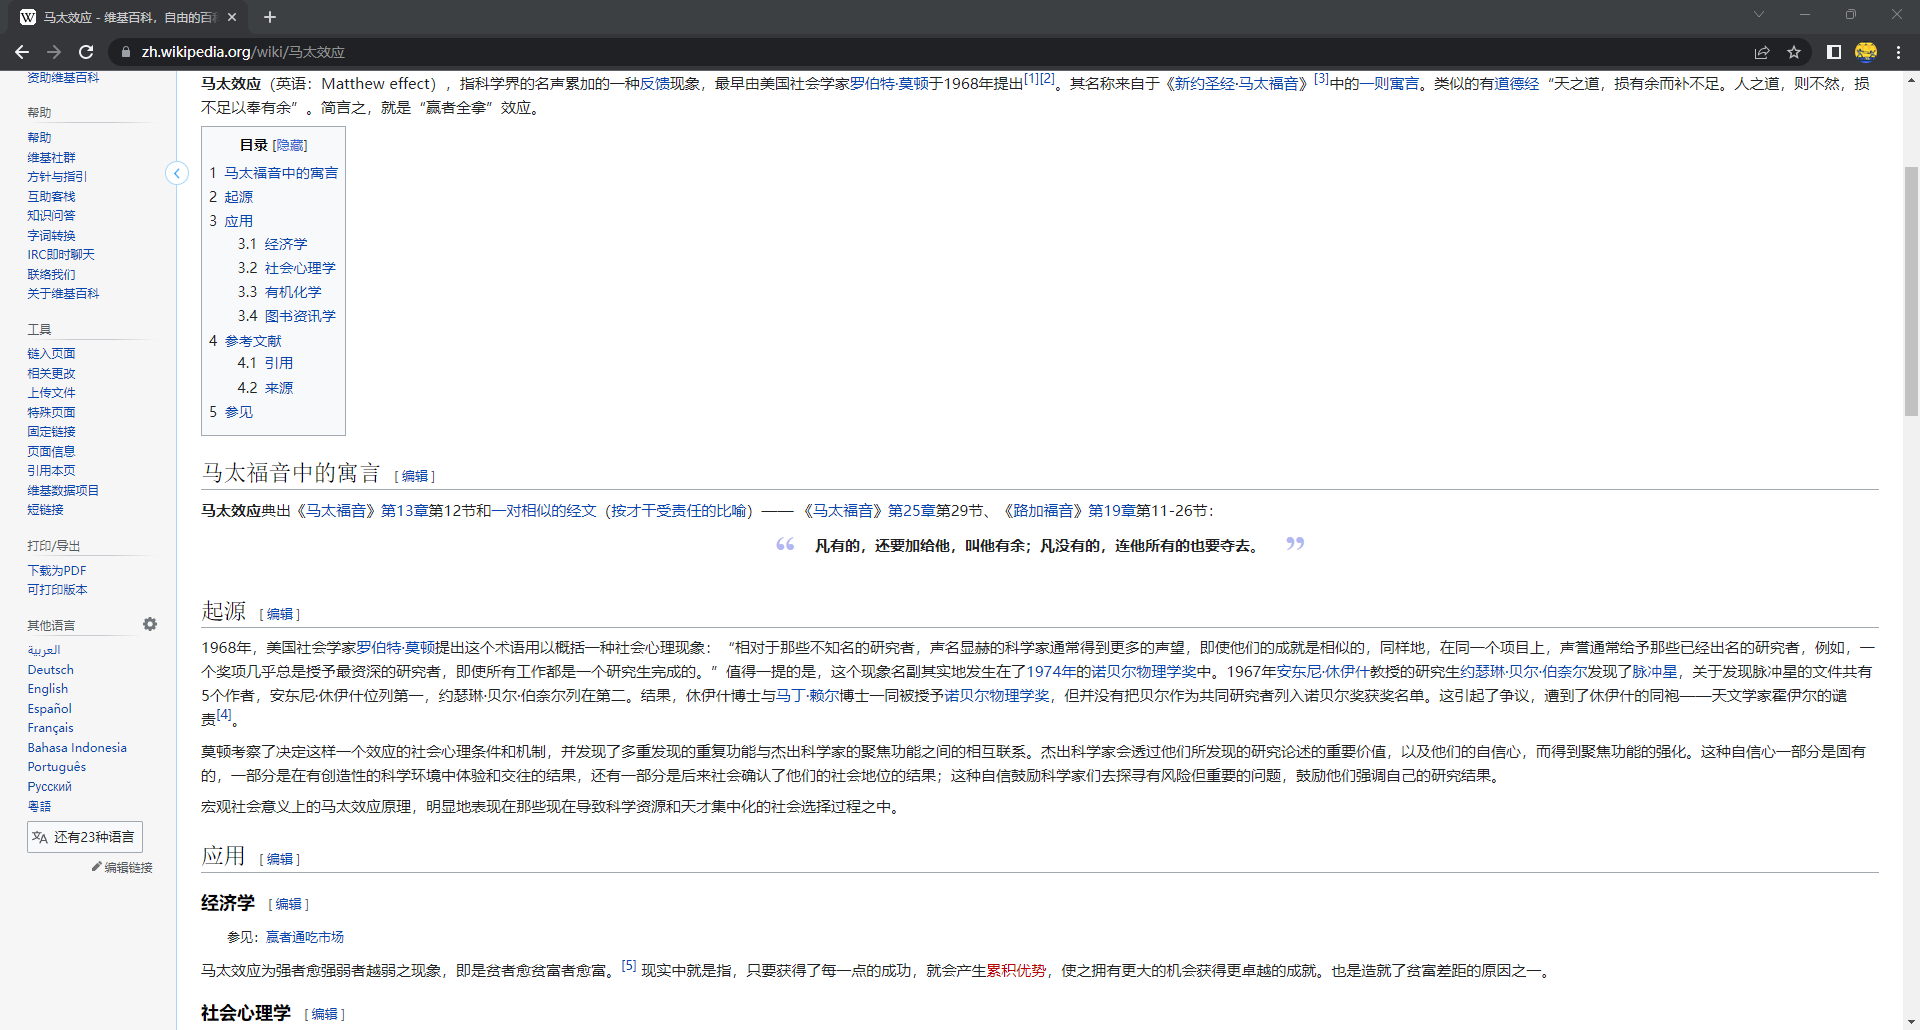 马太效应 - 维基百科，自由的百科
zh.wikipedia.org/wiki/马太效应
资助维基百科
帮助
帮助
维基社群
方针与指引
互助客栈
知识问答
字词转换
IRC即时聊天
联络我们
关于维基百科
工具
链入页面
相关更改
上传文件
特殊页面
固定链接
页面信息
引用本页
维基数据项目
短链接
打印/导出
下载为PDF
可打印版本
其他语言
العربية
Deutsch
English
Español
Français
Bahasa Indonesia
Português
Русский
粵語
还有23种语言
编辑链接
马太效应（英语：Matthew effect），指科学界的名声累加的一种反馈现象，最早由美国社会学家罗伯特·莫顿于1968年提出[1][2]。其名称来自于《新约圣经·马太福音》[3]中的一则寓言。类似的有道德经“天之道，损有余而补不足。人之道，则不然，损
不足以奉有余”。简言之，就是“赢者全拿”效应。
目录 [隐藏]
1 马太福音中的寓言
2 起源
3 应用
3.1 经济学
3.2 社会心理学
3.3 有机化学
3.4 图书资讯学
4 参考文献
4.1 引用
4.2 来源
5 参见
马太福音中的寓言 [编辑]
马太效应典出《马太福音》第13章第12节和一对相似的经文（按才干受责任的比喻）——《马太福音》第25章第29节、《路加福音》第19章第11-26节：
“ 凡有的，还要加给他，叫他有余；凡没有的，连他所有的也要夺去。 ”
起源 [编辑]
1968年，美国社会学家罗伯特·莫顿提出这个术语用以概括一种社会心理现象：“相对于那些不知名的研究者，声名显赫的科学家通常得到更多的声望，即使他们的成就是相似的，同样地，在同一个项目上，声誉通常给予那些已经出名的研究者，例如，一
个奖项几乎总是授予最资深的研究者，即使所有工作都是一个研究生完成的。”值得一提的是，这个现象名副其实地发生在了1974年的诺贝尔物理学奖中。1967年安东尼·休伊什教授的研究生约瑟琳·贝尔·伯奈尔发现了脉冲星，关于发现脉冲星的文件共有
5个作者，安东尼·休伊什位列第一，约瑟琳·贝尔·伯奈尔列在第二。结果，休伊什博士与马丁·赖尔博士一同被授予诺贝尔物理学奖，但并没有把贝尔作为共同研究者列入诺贝尔奖获奖名单。这引起了争议，遭到了休伊什的同袍——天文学家霍伊尔的谴
责[4]。
莫顿考察了决定这样一个效应的社会心理条件和机制，并发现了多重发现的重复功能与杰出科学家的聚焦功能之间的相互联系。杰出科学家会透过他们所发现的研究论述的重要价值，以及他们的自信心，而得到聚焦功能的强化。这种自信心一部分是固有
的，一部分是在有创造性的科学环境中体验和交往的结果，还有一部分是后来社会确认了他们的社会地位的结果；这种自信鼓励科学家们去探寻有风险但重要的问题，鼓励他们强调自己的研究结果。
宏观社会意义上的马太效应原理，明显地表现在那些现在导致科学资源和天才集中化的社会选择过程之中。
应用 [编辑]
经济学 [编辑]
参见：赢者通吃市场
马太效应为强者愈强弱者越弱之现象，即是贫者愈贫富者愈富。[5] 现实中就是指，只要获得了每一点的成功，就会产生累积优势，使之拥有更大的机会获得更卓越的成就。也是造就了贫富差距的原因之一。
社会心理学 [编辑]